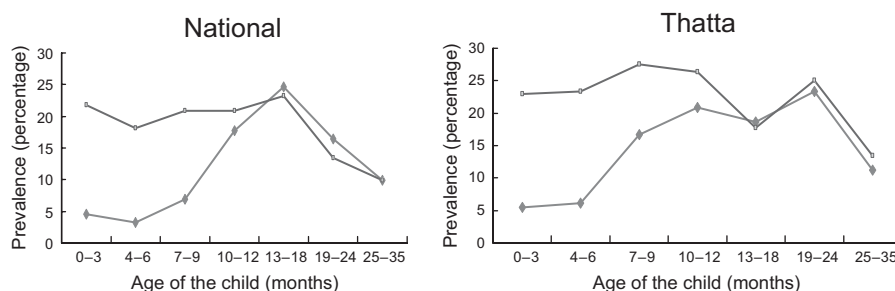 National
Prevalence (percentage)
30
25
20
15
10
5
0
0–3 4–6 7–9 10–12 13–18 19–24 25–35
Age of the child (months)
Thatta
Prevalence (percentage)
30
25
20
15
10
5
0
0–3 4–6 7–9 10–12 13–18 19–24 25–35
Age of the child (months)